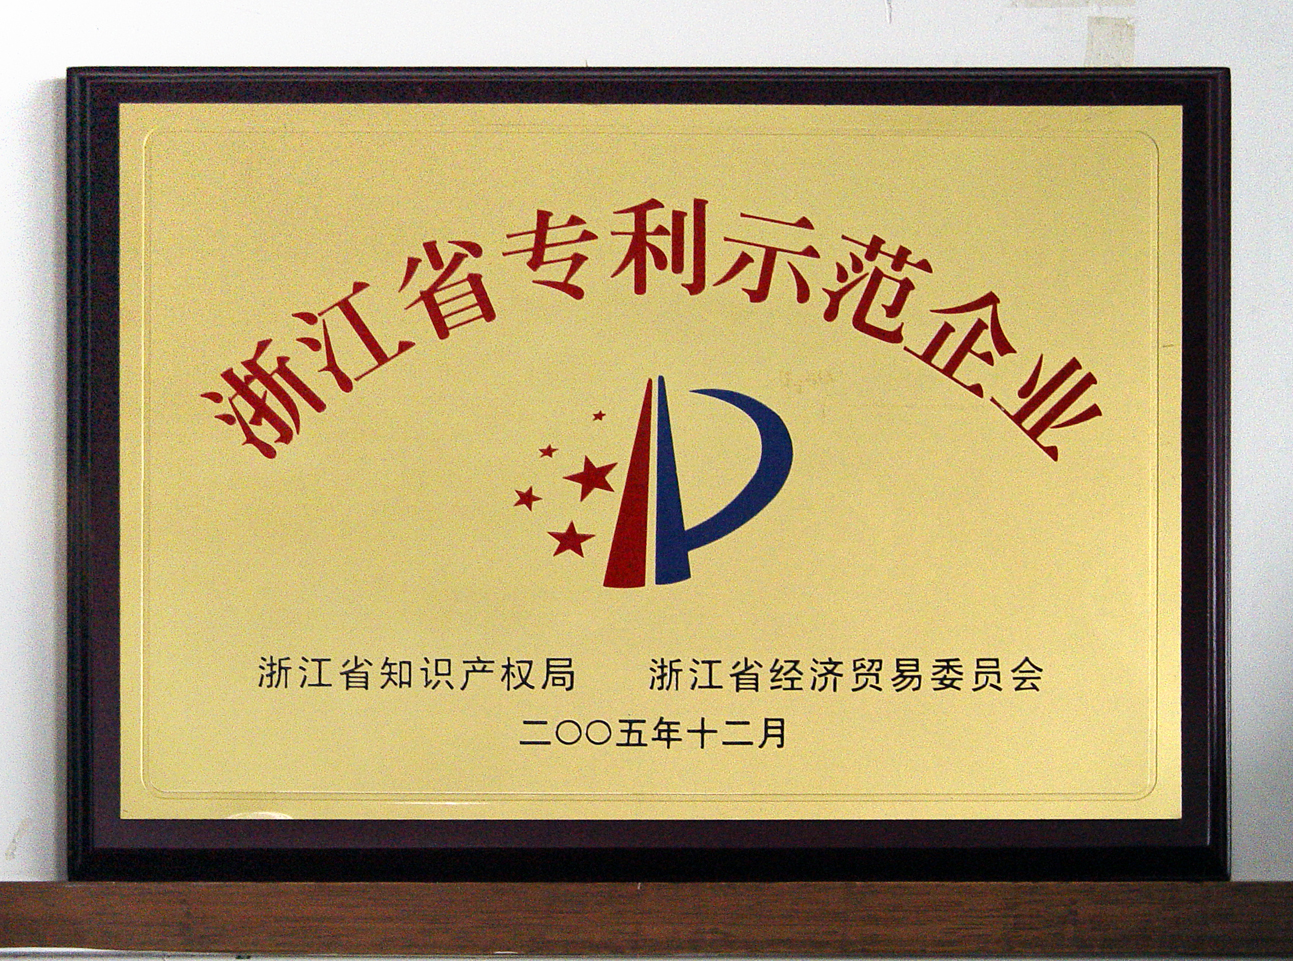 浙江省专利示范企业
浙江省知识产权局 浙江省经济贸易委员会
二〇〇五年十二月